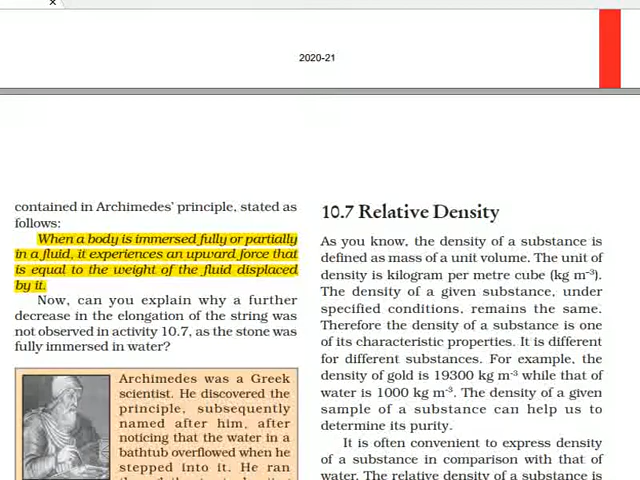 2020-21
contained in Archimedes' principle, stated as
follows:
When a body is immersed fully or partially
in a fluid, it experiences an upward force that
is equal to the weight of the fluid displaced
by it.
Now, can you explain why a further
decrease in the elongation of the string was
not observed in activity 10.7, as the stone was
fully immersed in water?
Archimedes was a Greek
scientist. He discovered the
principle, subsequently
named after him, after
noticing that the water in a
bathtub overflowed when he
stepped into it. He ran
10.7 Relative Density
As you know, the density of a substance is
defined as mass of a unit volume. The unit of
density is kilogram per metre cube (kg m⁻³).
The density of a given substance, under
specified conditions, remains the same.
Therefore the density of a substance is one
of its characteristic properties. It is different
for different substances. For example, the
density of gold is 19300 kg m⁻³ while that of
water is 1000 kg m⁻³. The density of a given
sample of a substance can help us to
determine its purity.
It is often convenient to express density
of a substance in comparison with that of
water. The relative density of a substance is